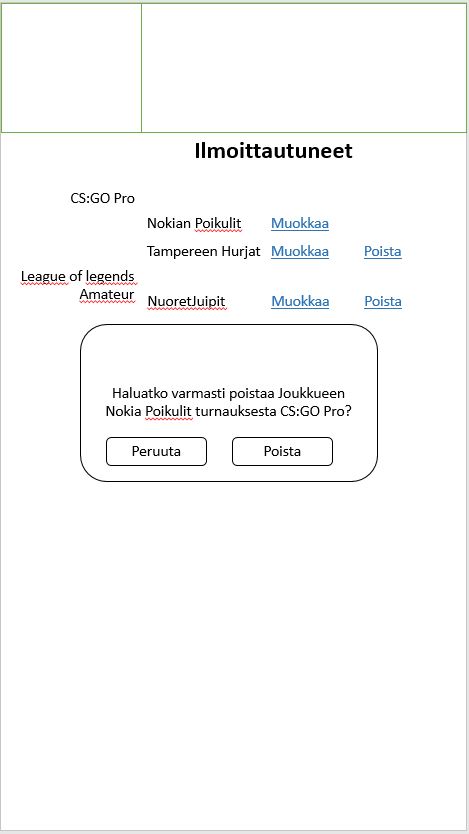 Ilmoittautuneet
CS:GO Pro
Nokian Poikulit Muokkaa
Tampereen Hurjat Muokkaa Poista
League of legends
Amateur
NuoretJuipit Muokkaa Poista
Haluatko varmasti poistaa Joukkueen
Nokia Poikulit turnauksesta CS:GO Pro?
Peruuta Poista